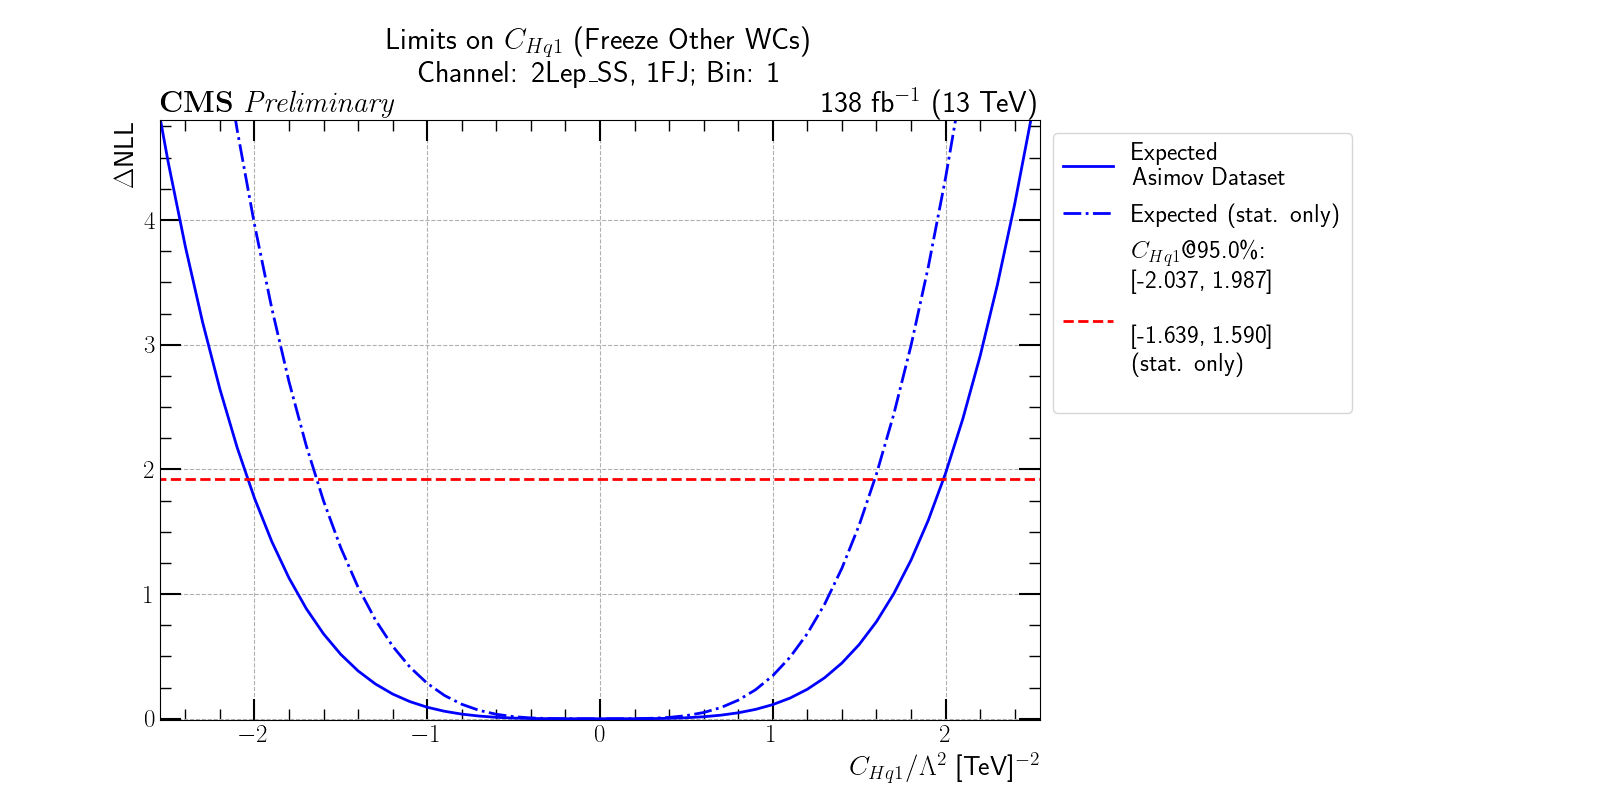 Limits on C_{Hq1} (Freeze Other WCs)
Channel: 2Lep_SS, 1FJ; Bin: 1
CMS Preliminary
138 fb^{-1} (13 TeV)
ΔNLL
4
3
2
1
0
−2
−1
0
1
2
C_{Hq1}/Λ^2 [TeV]^{-2}
Expected
Asimov Dataset
Expected (stat. only)
C_{Hq1}@95.0%:
[-2.037, 1.987]
[-1.639, 1.590]
(stat. only)